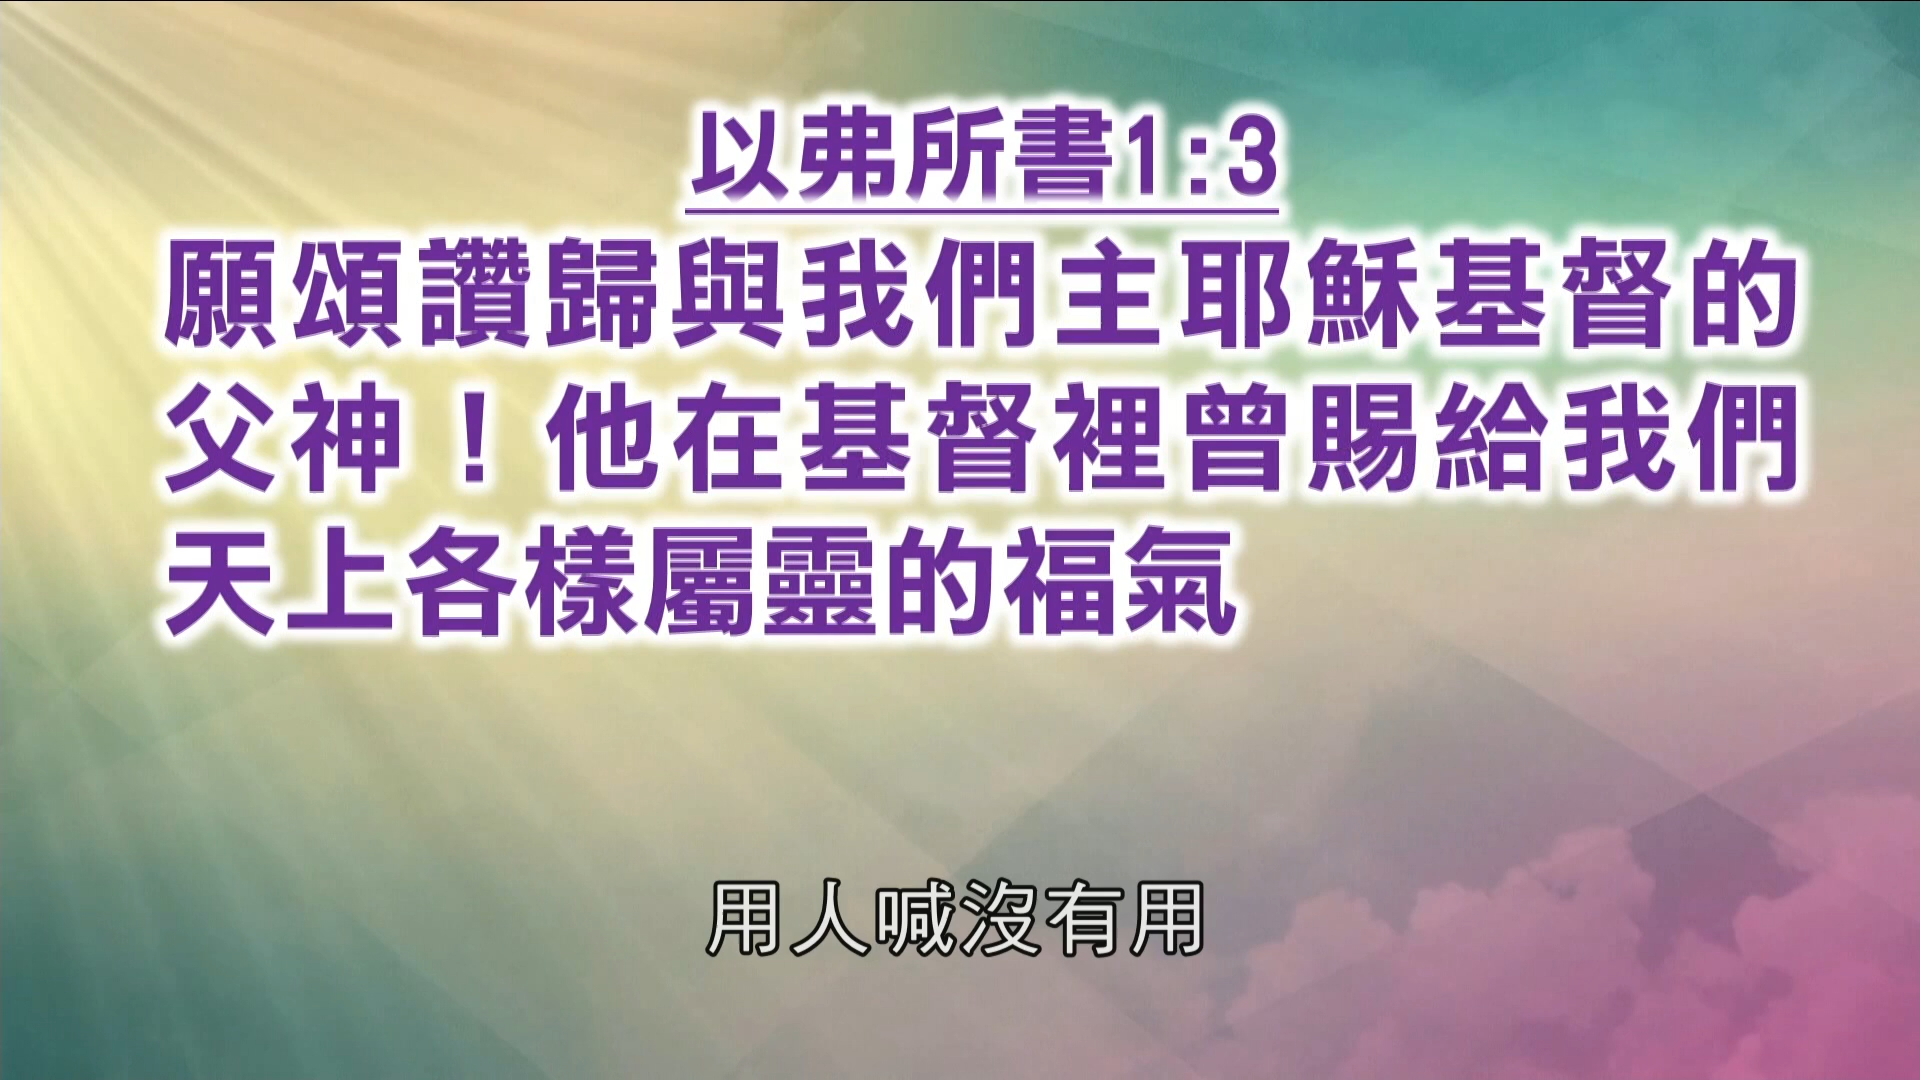 以弗所書1:3
願頌讚歸與我們主耶穌基督的
父神！他在基督裡曾賜給我們
天上各樣屬靈的福氣
用人喊沒有用